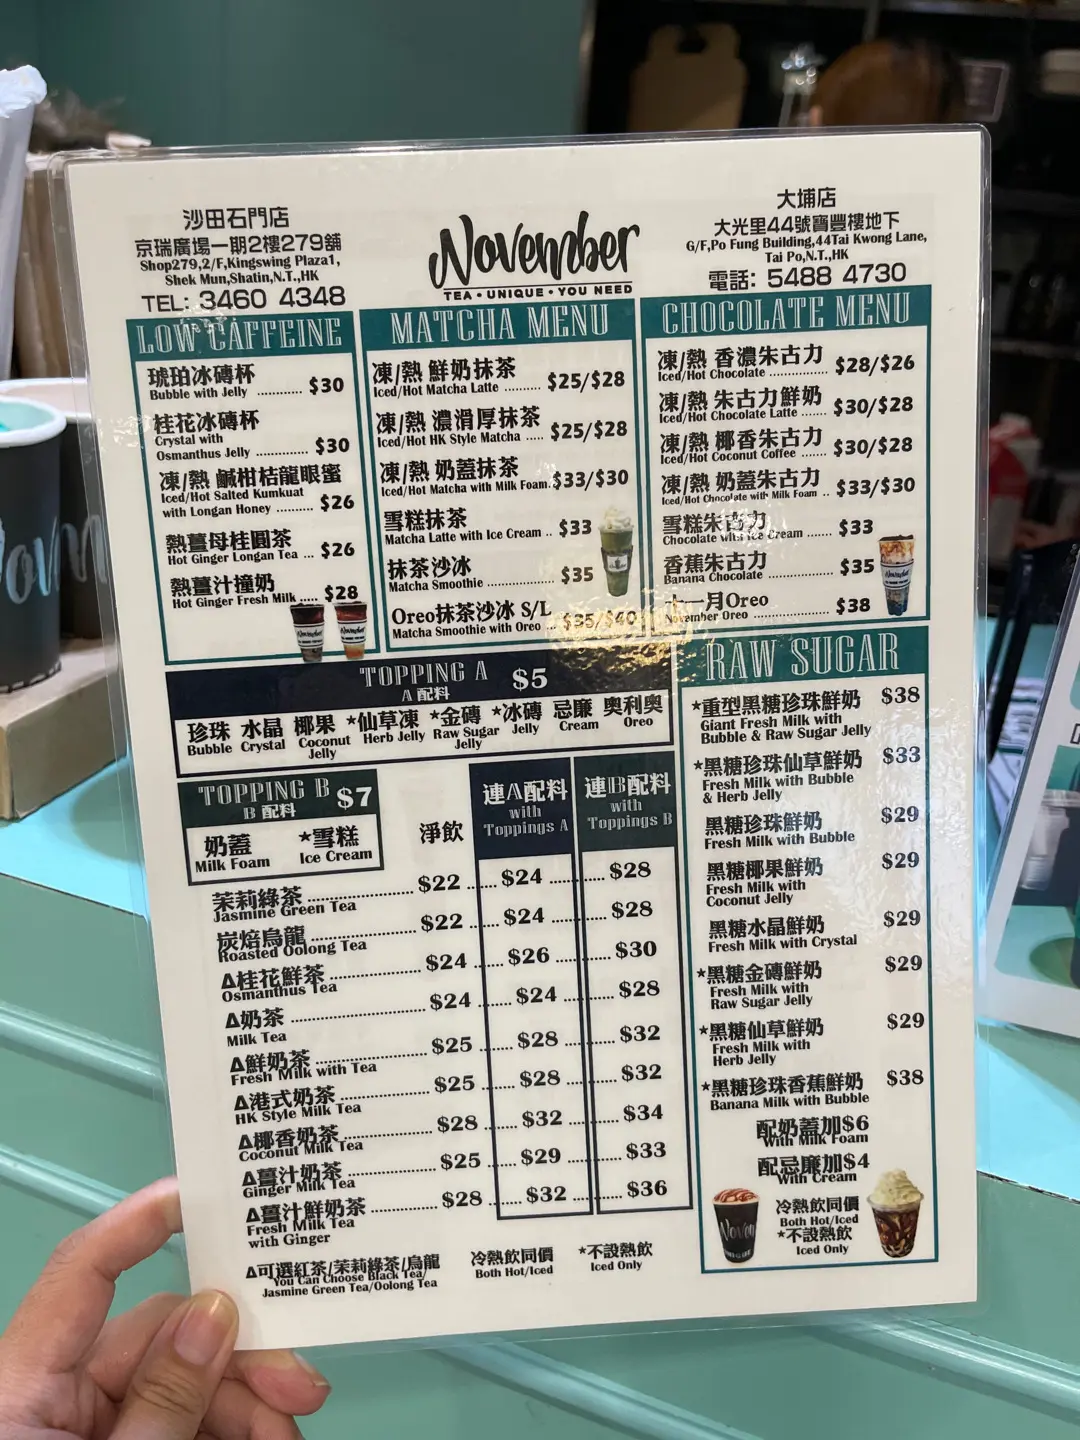 沙田石門店
京瑞廣場一期2樓279舖
Shop279,2/F,Kingswing Plaza1,
Shek Mun,Shatin,N.T.,HK
TEL: 3460 4348
November
TEA • UNIQUE • YOU NEED
大埔店
大光里44號寶豐樓地下
G/F,Po Fung Building,44Tai Kwong Lane,
Tai Po,N.T.,HK
電話: 5488 4730
LOW CAFFEINE
琥珀冰磚杯
Bubble with Jelly ........... $30
桂花冰磚杯
Crystal with
Osmanthus Jelly ............. $30
凍/熱 鹹柑桔龍眼蜜
Iced/Hot Salted Kumkuat
with Longan Honey ......... $26
熱薑母桂圓茶
Hot Ginger Longan Tea ... $26
熱薑汁撞奶
Hot Ginger Fresh Milk .... $28
MATCHA MENU
凍/熱 鮮奶抹茶
Iced/Hot Matcha Latte ......... $25/$28
凍/熱 濃滑厚抹茶
Iced/Hot HK Style Matcha ..... $25/$28
凍/熱 奶蓋抹茶
Iced/Hot Matcha with Milk Foam. $33/$30
雪糕抹茶
Matcha Latte with Ice Cream .. $33
抹茶沙冰
Matcha Smoothie .................... $35
Oreo抹茶沙冰 S/L
Matcha Smoothie with Oreo ... $35/$40
CHOCOLATE MENU
凍/熱 香濃朱古力
Iced/Hot Chocolate ............... $28/$26
凍/熱 朱古力鮮奶
Iced/Hot Chocolate Latte ....... $30/$28
凍/熱 椰香朱古力
Iced/Hot Coconut Coffee ....... $30/$28
凍/熱 奶蓋朱古力
Iced/Hot Chocolate with Milk Foam .. $33/$30
雪糕朱古力
Chocolate with Ice Cream ....... $33
香蕉朱古力
Banana Chocolate .................... $35
十一月Oreo
November Oreo ...................... $38
TOPPING A $5
A 配料
珍珠 水晶 椰果 *仙草凍 *金磚 *冰磚 忌廉 奧利奧
Bubble Crystal Coconut Jelly Herb Jelly Raw Sugar Jelly Jelly Cream Oreo
TOPPING B $7
B 配料
奶蓋 *雪糕
Milk Foam Ice Cream
淨飲
連A配料
with
Toppings A
連B配料
with
Toppings B
茉莉綠茶 ................ $22 ...... $24 .......... $28
Jasmine Green Tea
炭焙烏龍 ................ $22 ...... $24 .......... $28
Roasted Oolong Tea
Δ桂花鮮茶 ................ $24 ...... $26 .......... $30
Osmanthus Tea
Δ奶茶 ................ $24 ...... $24 .......... $28
Milk Tea
Δ鮮奶茶 ................ $25 ...... $28 .......... $32
Fresh Milk with Tea
Δ港式奶茶 ................ $25 ...... $28 .......... $32
HK Style Milk Tea
Δ椰香奶茶 ................ $28 ...... $32 .......... $34
Coconut Milk Tea
Δ薑汁奶茶 ................ $25 ...... $29 .......... $33
Ginger Milk Tea
Δ薑汁鮮奶茶 ................ $28 ...... $32 .......... $36
Fresh Milk Tea
with Ginger
Δ可選紅茶/茉莉綠茶/烏龍
You Can Choose Black Tea/
Jasmine Green Tea/Oolong Tea
冷熱飲同價
Both Hot/Iced
*不設熱飲
Iced Only
RAW SUGAR
*重型黑糖珍珠鮮奶 $38
Giant Fresh Milk with
Bubble & Raw Sugar Jelly
*黑糖珍珠仙草鮮奶 $33
Fresh Milk with Bubble
& Herb Jelly
黑糖珍珠鮮奶 $29
Fresh Milk with Bubble
黑糖椰果鮮奶 $29
Fresh Milk with
Coconut Jelly
黑糖水晶鮮奶 $29
Fresh Milk with Crystal
*黑糖金磚鮮奶 $29
Fresh Milk with
Raw Sugar Jelly
*黑糖仙草鮮奶 $29
Fresh Milk with
Herb Jelly
*黑糖珍珠香蕉鮮奶 $38
Banana Milk with Bubble
配奶蓋加$6
With Milk Foam
配忌廉加$4
With Cream
冷熱飲同價
Both Hot/Iced
*不設熱飲
Iced Only